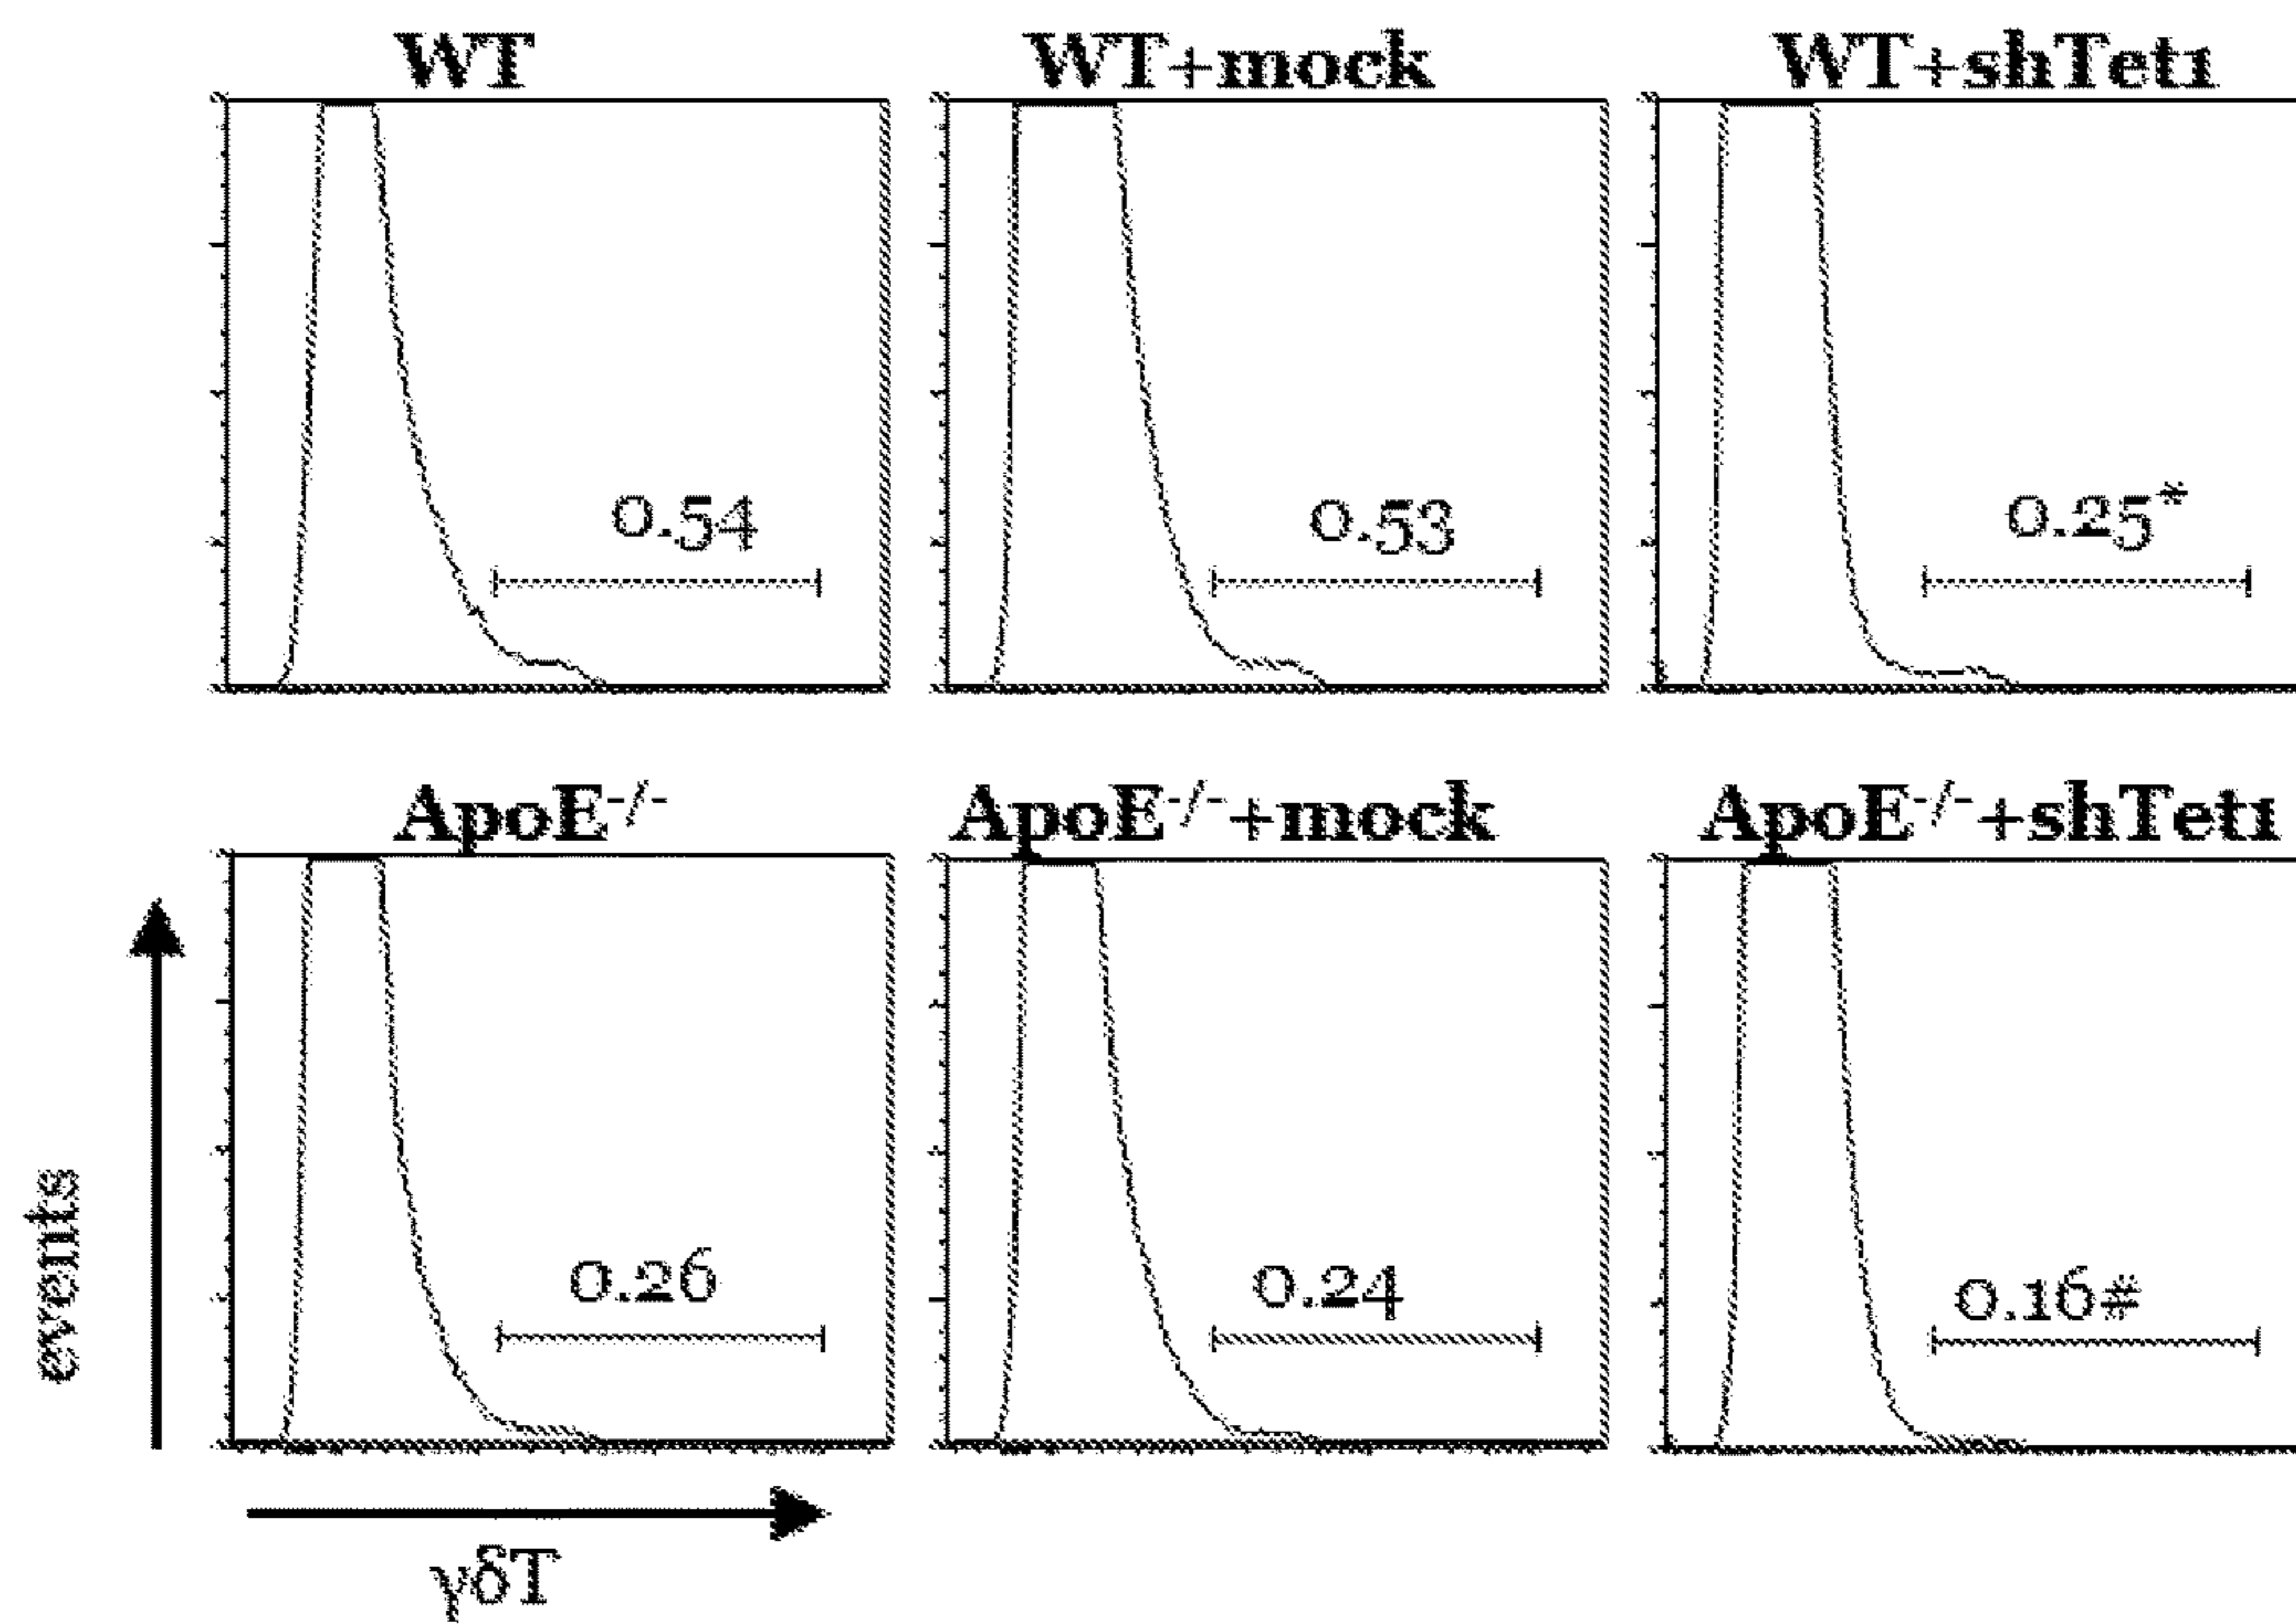 WT WT+mock WT+shTet1
0.54 0.53 0.25*
ApoE-/- ApoE-/-+mock ApoE-/-+shTet1
events
0.26 0.24 0.16#
γδT